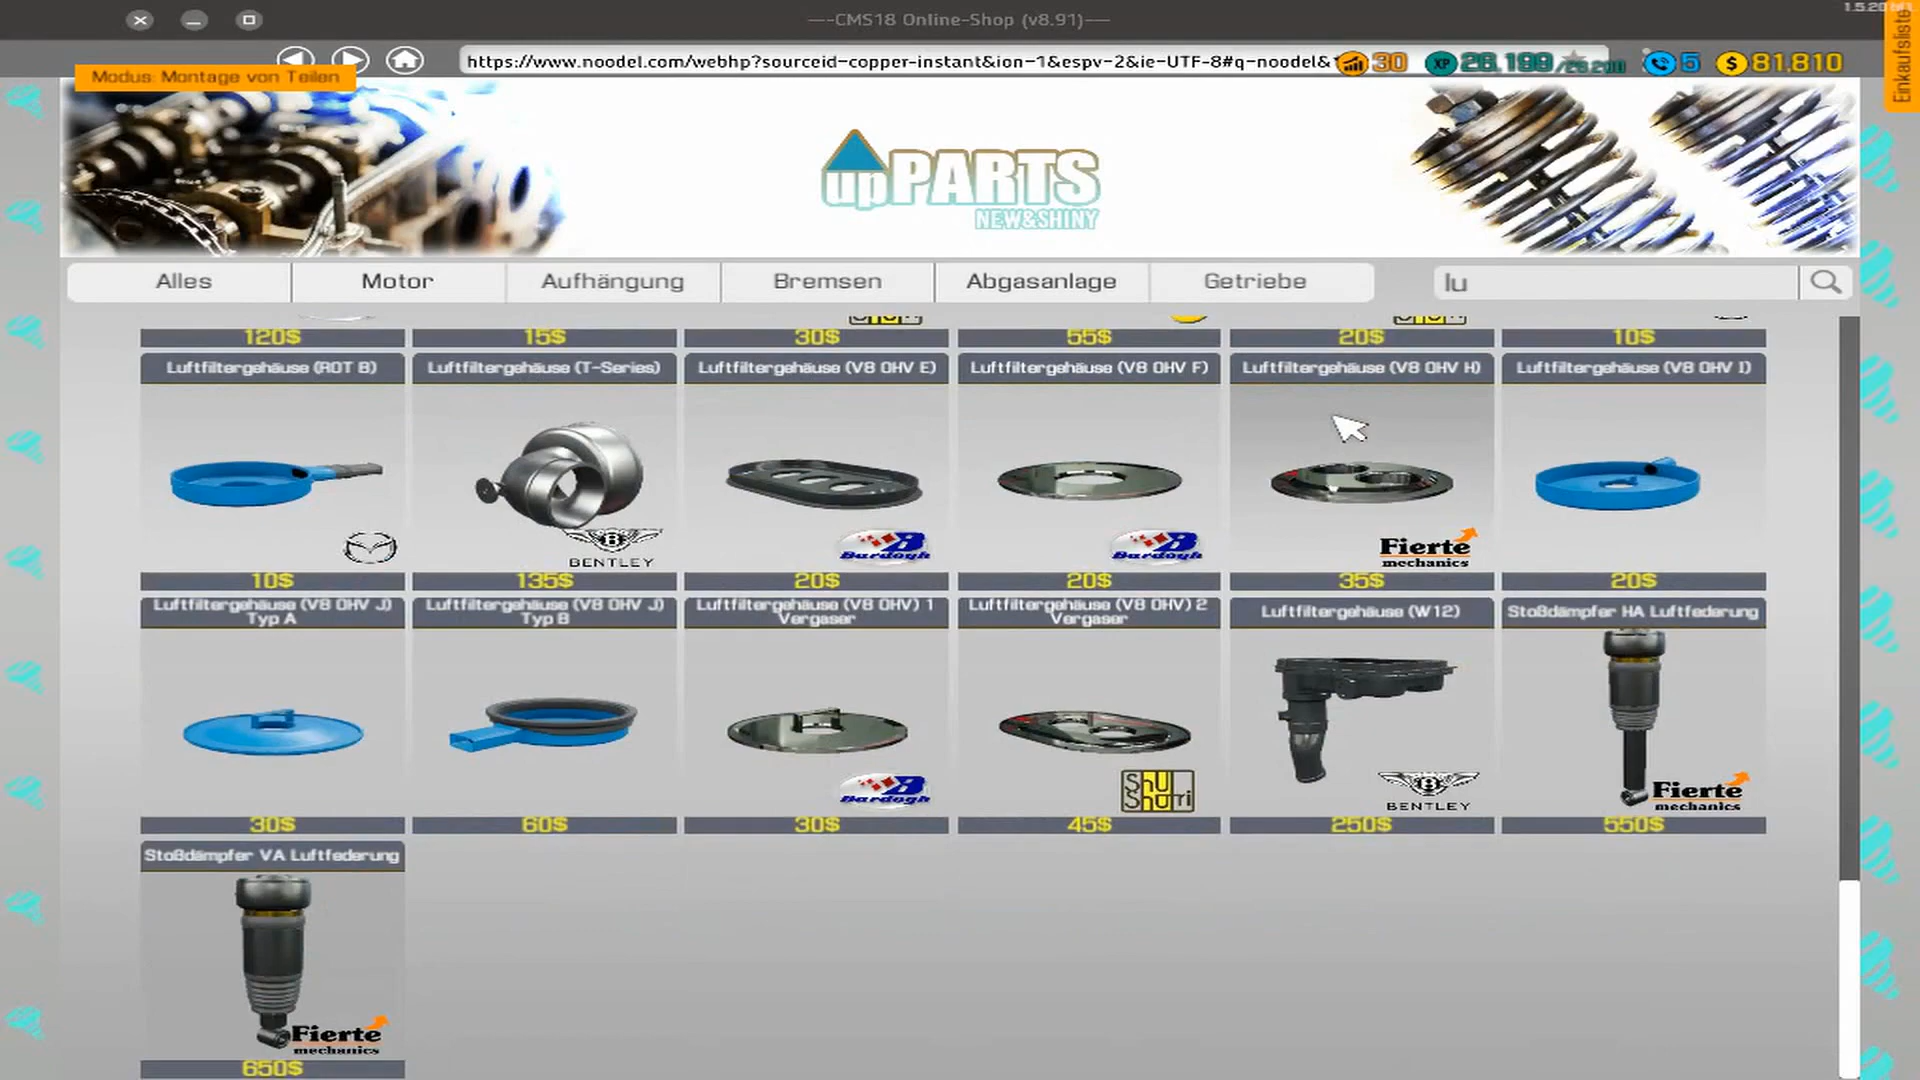 ----CMS18 Online-Shop (v8.91)----
https://www.noodel.com/webhp?sourceid-copper-instant&ion-1&espv-2&ie-UTF-8#q-noodel&
30
XP 26.199/26.200
5
$ 81.810
Einkaufsliste
Modus: Montage von Teilen
upPARTS
NEW&SHINY
Alles
Motor
Aufhängung
Bremsen
Abgasanlage
Getriebe
lu
120$
15$
30$
55$
20$
10$
Luftfiltergehäuse (ROT B)
Luftfiltergehäuse (T-Series)
Luftfiltergehäuse (V8 OHV E)
Luftfiltergehäuse (V8 OHV F)
Luftfiltergehäuse (V8 OHV H)
Luftfiltergehäuse (V8 OHV I)
BENTLEY
Bardogh
Bardogh
Fierte
mechanics
10$
135$
20$
20$
35$
20$
Luftfiltergehäuse (V8 OHV J)
Typ A
Luftfiltergehäuse (V8 OHV J)
Typ B
Luftfiltergehäuse (V8 OHV) 1
Vergaser
Luftfiltergehäuse (V8 OHV) 2
Vergaser
Luftfiltergehäuse (W12)
Stoßdämpfer HA Luftfederung
Bardogh
BENTLEY
Fierte
mechanics
30$
60$
30$
45$
250$
550$
Stoßdämpfer VA Luftfederung
Fierte
mechanics
650$